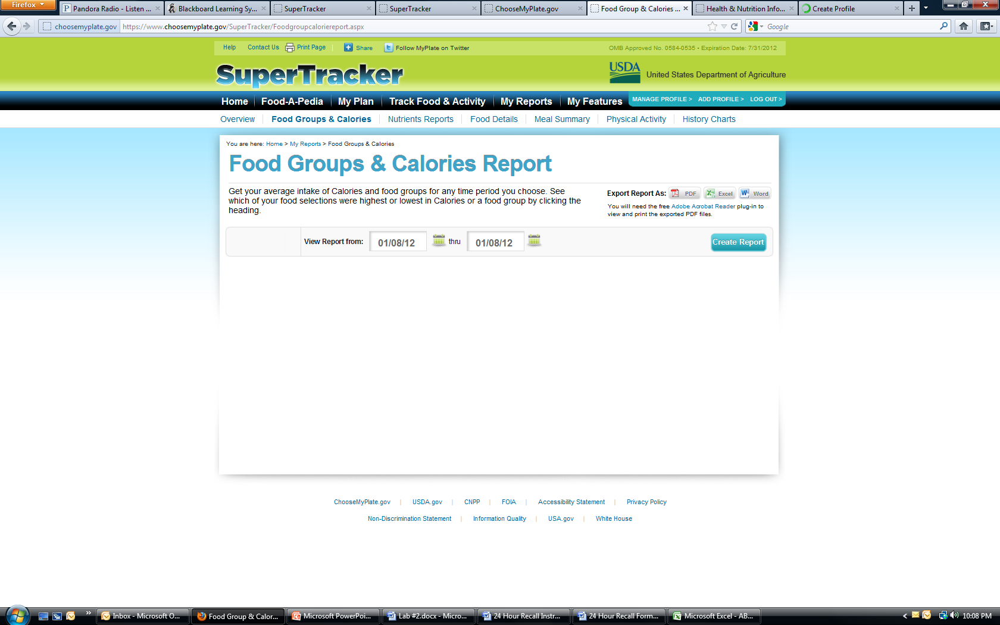 Firefox
Pandora Radio - Listen ...
Blackboard Learning Sy...
SuperTracker
SuperTracker
ChooseMyPlate.gov
Food Group & Calories ...
Health & Nutrition Info...
Create Profile
choosemyplate.gov
https://www.choosemyplate.gov/SuperTracker/Foodgroupcaloriereport.aspx
Google
Help
Contact Us
Print Page
Share
Follow MyPlate on Twitter
OMB Approved No. 0584-0535 • Expiration Date: 7/31/2012
SuperTracker
USDA
United States Department of Agriculture
Home
Food-A-Pedia
My Plan
Track Food & Activity
My Reports
My Features
MANAGE PROFILE >
ADD PROFILE >
LOG OUT >
Overview
Food Groups & Calories
Nutrients Reports
Food Details
Meal Summary
Physical Activity
History Charts
You are here: Home > My Reports > Food Groups & Calories
Food Groups & Calories Report
Get your average intake of Calories and food groups for any time period you choose. See
which of your food selections were highest or lowest in Calories or a food group by clicking the
heading.
Export Report As:
PDF
Excel
Word
You will need the free Adobe Acrobat Reader plug-in to
view and print the exported PDF files.
View Report from:
01/08/12
thru
01/08/12
Create Report
ChooseMyPlate.gov
USDA.gov
CNPP
FOIA
Accessibility Statement
Privacy Policy
Non-Discrimination Statement
Information Quality
USA.gov
White House
Inbox - Microsoft O...
Food Group & Calor...
Microsoft PowerPoi...
Lab #2.docx - Micro...
24 Hour Recall Instr...
24 Hour Recall Form...
Microsoft Excel - AB...
10:08 PM